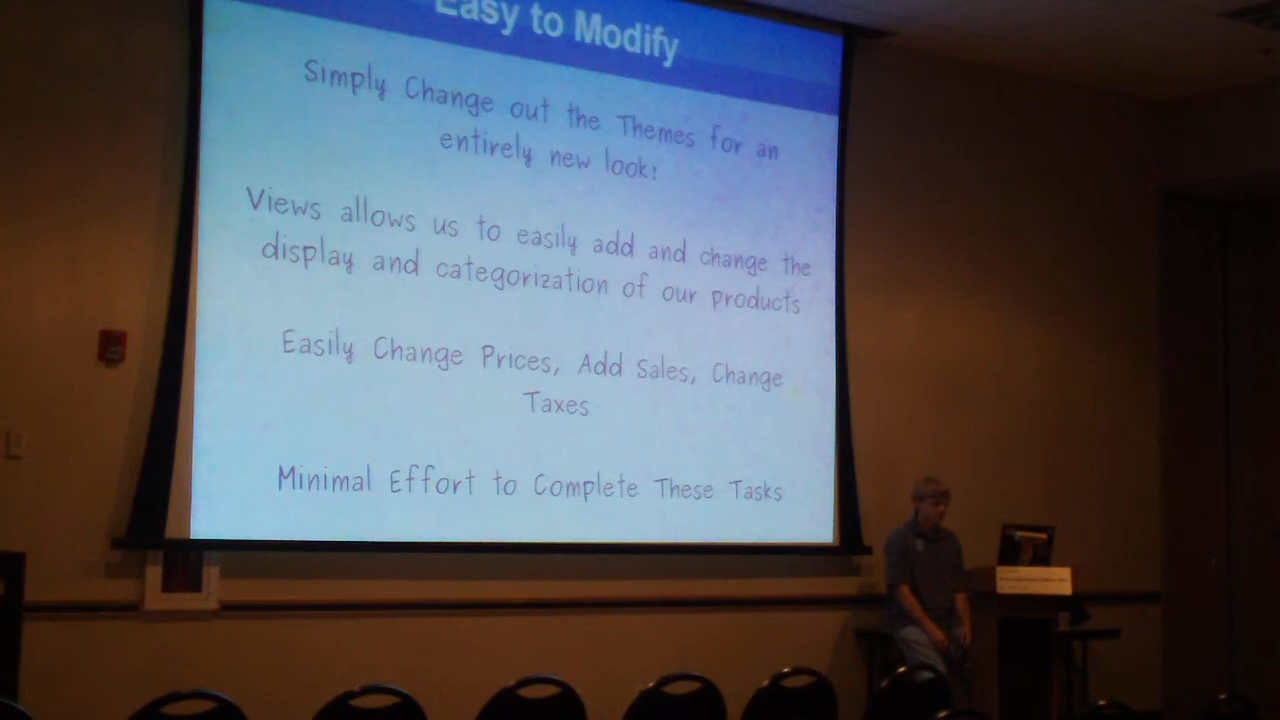 Easy to Modify
Simply Change out the Themes for an
entirely new look!
Views allows us to easily add and change the
display and categorization of our products
Easily Change Prices, Add Sales, Change
Taxes
Minimal Effort to Complete These Tasks